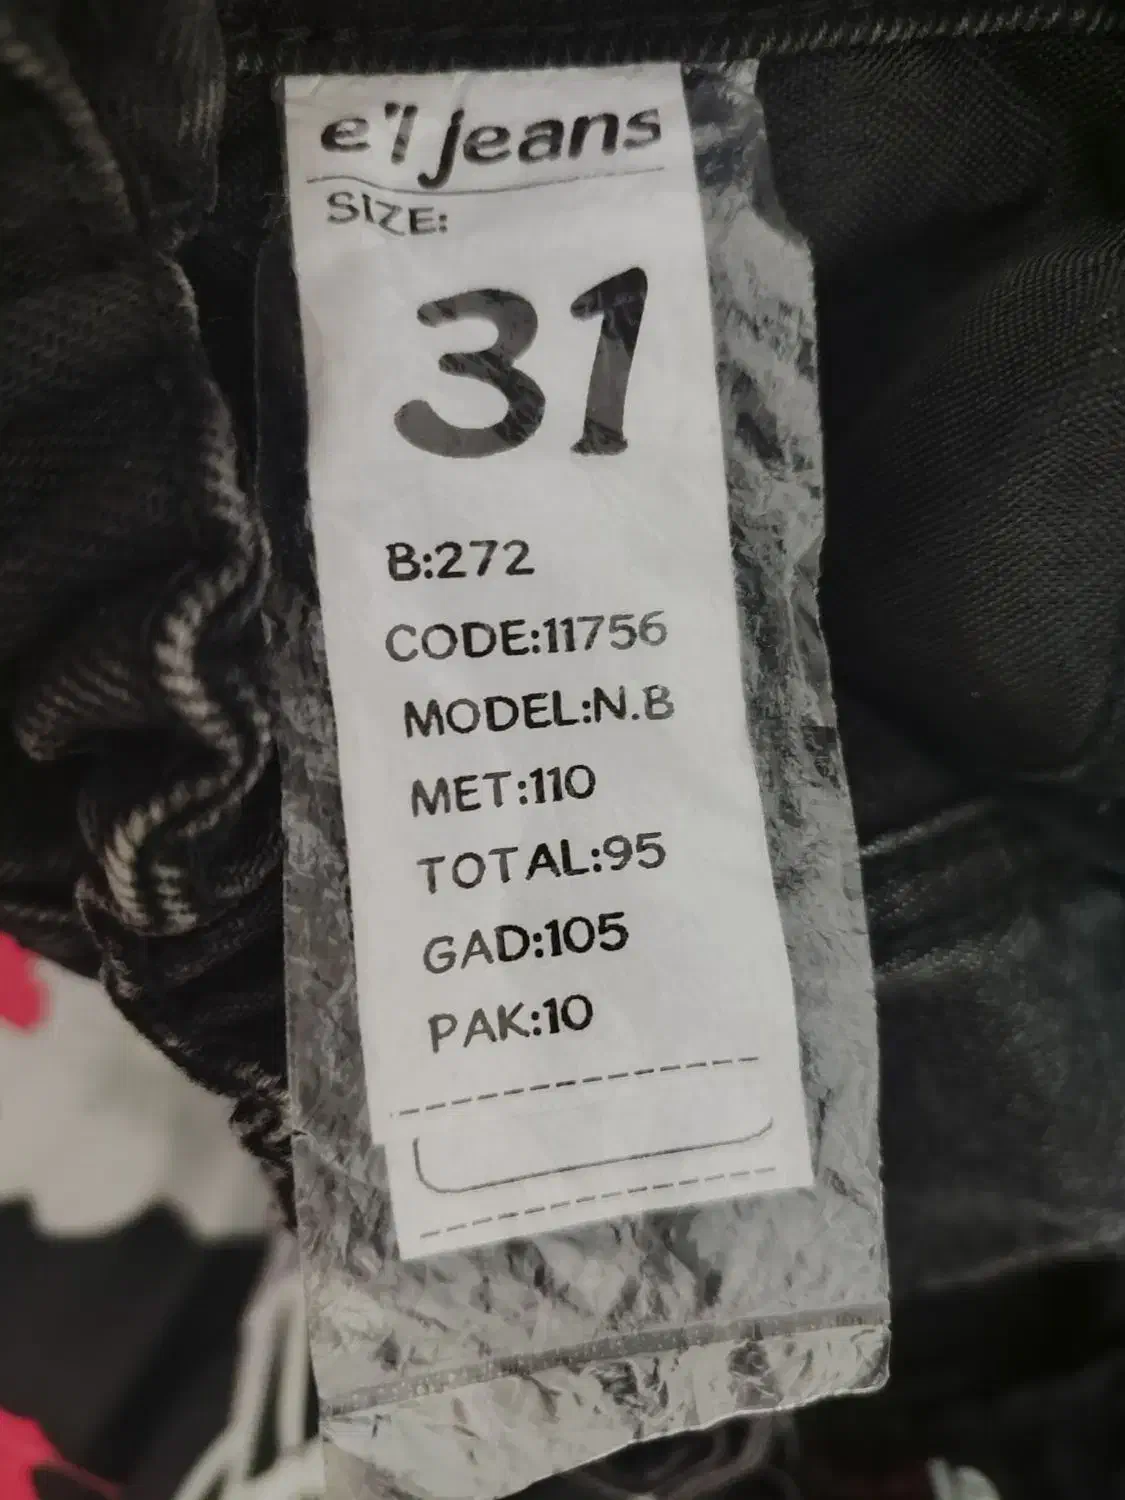 e'l jeans
SIZE:
31
B:272
CODE:11756
MODEL:N.B
MET:110
TOTAL:95
GAD:105
PAK:10